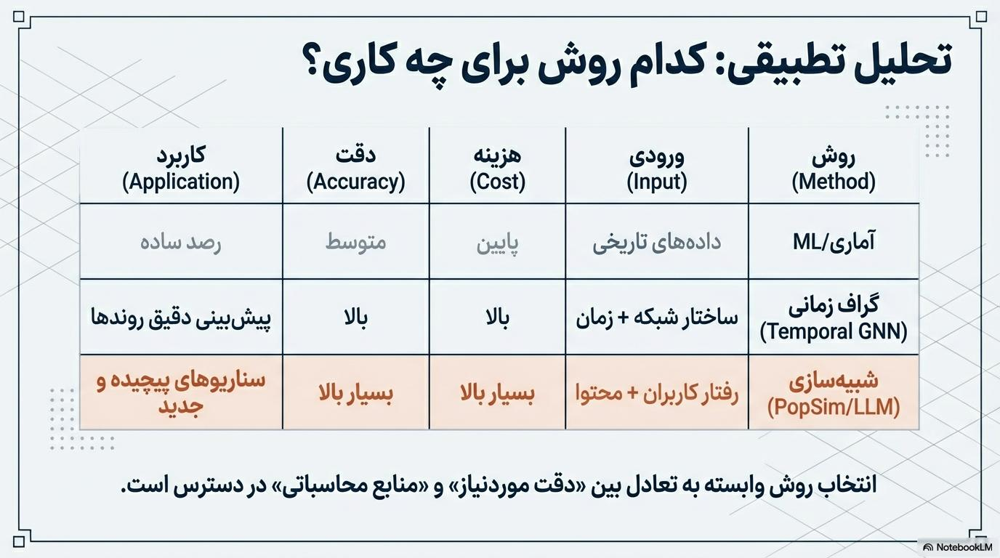 تحلیل تطبیقی: کدام روش برای چه کاری؟
روش
(Method)
ورودی
(Input)
هزینه
(Cost)
دقت
(Accuracy)
کاربرد
(Application)
آماری/ML
داده‌های تاریخی
پایین
متوسط
رصد ساده
گراف زمانی
(Temporal GNN)
ساختار شبکه + زمان
بالا
بالا
پیش‌بینی دقیق روندها
شبیه‌سازی
(PopSim/LLM)
رفتار کاربران + محتوا
بسیار بالا
بسیار بالا
سناریوهای پیچیده و
جدید
انتخاب روش وابسته به تعادل بین «دقت موردنیاز» و «منابع محاسباتی» در دسترس است.
NotebookLM